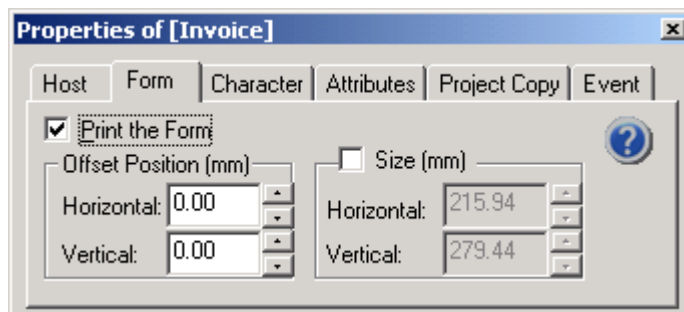 Properties of [Invoice]
Host Form Character Attributes Project Copy Event
Print the Form
Offset Position (mm) Size (mm)
Horizontal: 0.00 Horizontal: 215.94
Vertical: 0.00 Vertical: 279.44